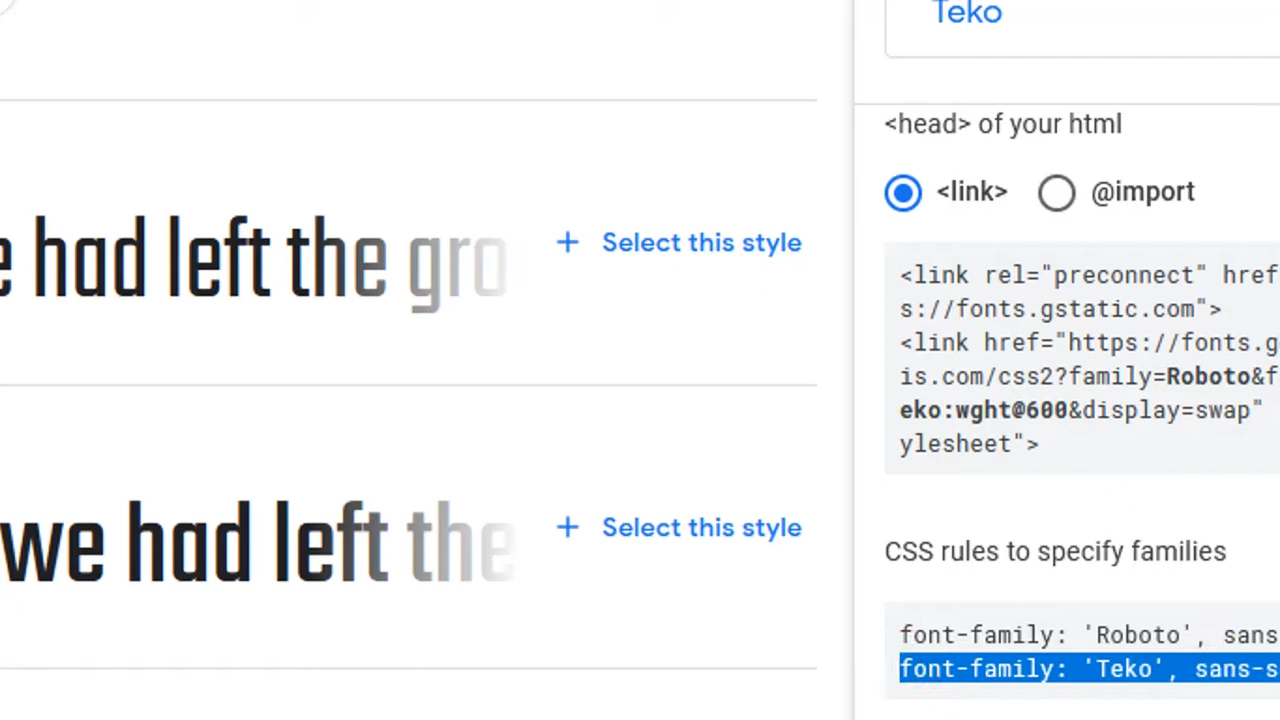 Teko
<head> of your html
<link> @import
e had left the gro
+ Select this style
<link rel="preconnect" href
s://fonts.gstatic.com">
<link href="https://fonts.g
is.com/css2?family=Roboto&f
eko:wght@600&display=swap"
ylesheet">
we had left the
+ Select this style
CSS rules to specify families
font-family: 'Roboto', sans
font-family: 'Teko', sans-s